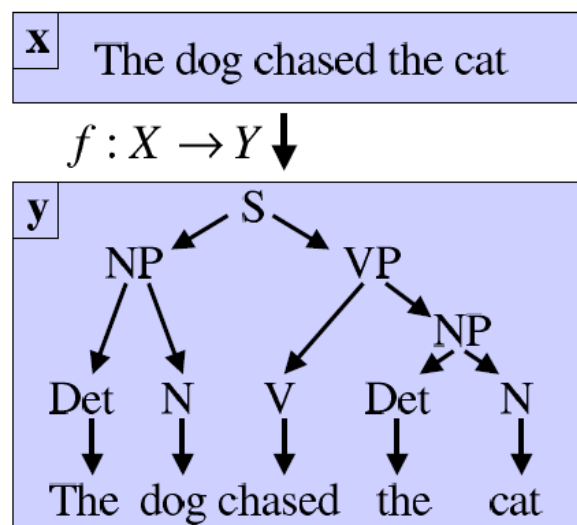 x
The dog chased the cat
f : X → Y
y
S
NP VP
NP
Det N V Det N
The dog chased the cat